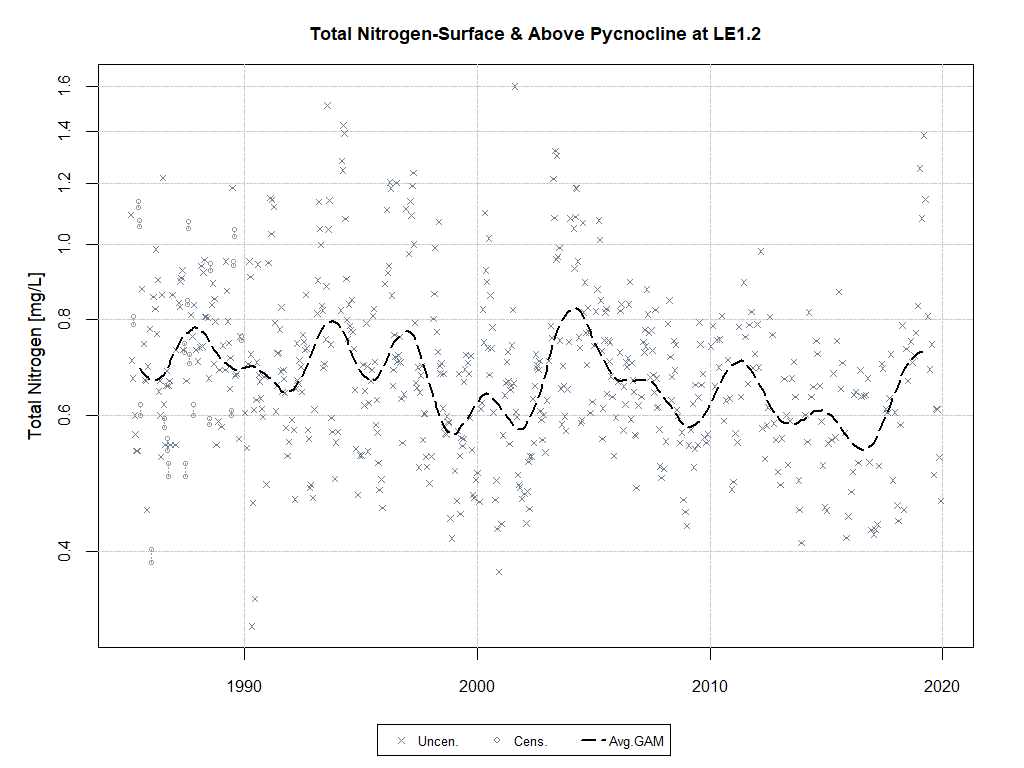 Total Nitrogen-Surface & Above Pycnocline at LE1.2
Total Nitrogen [mg/L]
1.6
1.4
1.2
1.0
0.8
0.6
0.4
1990
2000
2010
2020
Uncen.
Cens.
Avg.GAM